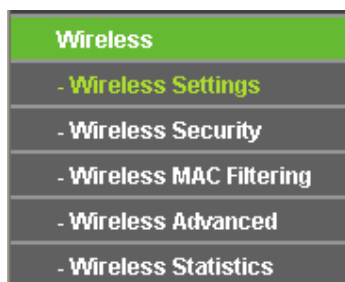 Wireless
- Wireless Settings
- Wireless Security
- Wireless MAC Filtering
- Wireless Advanced
- Wireless Statistics